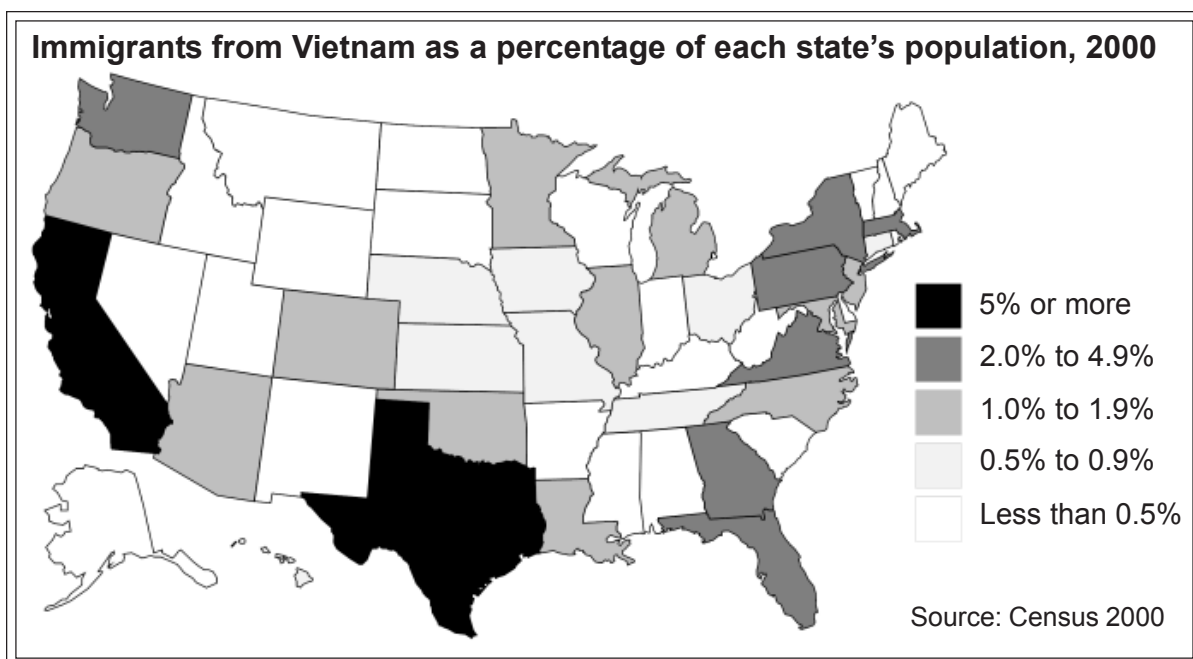 Immigrants from Vietnam as a percentage of each state’s population, 2000
5% or more
2.0% to 4.9%
1.0% to 1.9%
0.5% to 0.9%
Less than 0.5%
Source: Census 2000